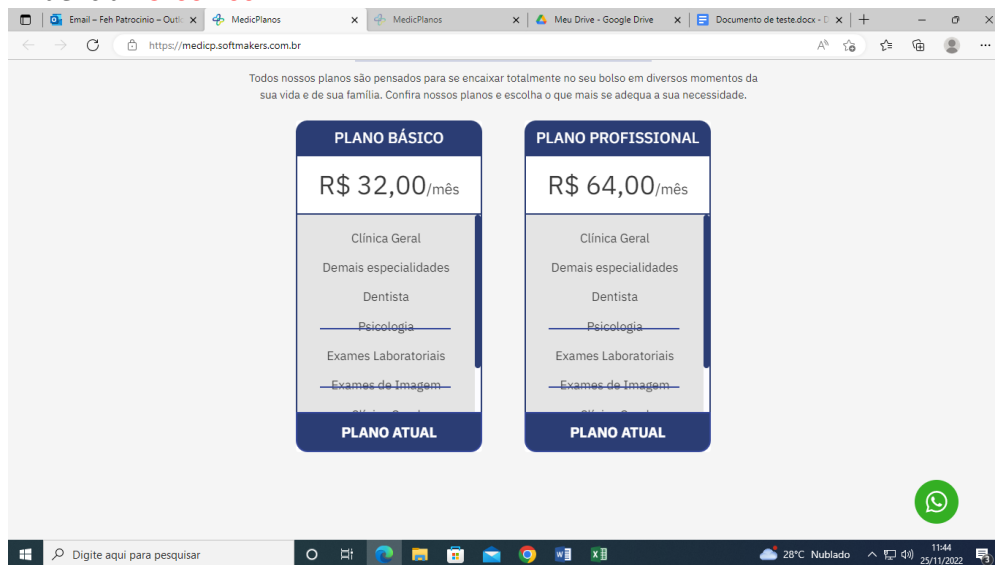 Email – Feh Patrocinio – Outl
MedicPlanos
MedicPlanos
Meu Drive - Google Drive
Documento de teste.docx - D
https://medicp.softmakers.com.br
Todos nossos planos são pensados para se encaixar totalmente no seu bolso em diversos momentos da
sua vida e de sua família. Confira nossos planos e escolha o que mais se adequa a sua necessidade.
PLANO BÁSICO
R$ 32,00/mês
Clínica Geral
Demais especialidades
Dentista
Psicologia
Exames Laboratoriais
Exames de Imagem
PLANO ATUAL
PLANO PROFISSIONAL
R$ 64,00/mês
Clínica Geral
Demais especialidades
Dentista
Psicologia
Exames Laboratoriais
Exames de Imagem
PLANO ATUAL
Digite aqui para pesquisar
28°C Nublado
11:44
25/11/2022
3